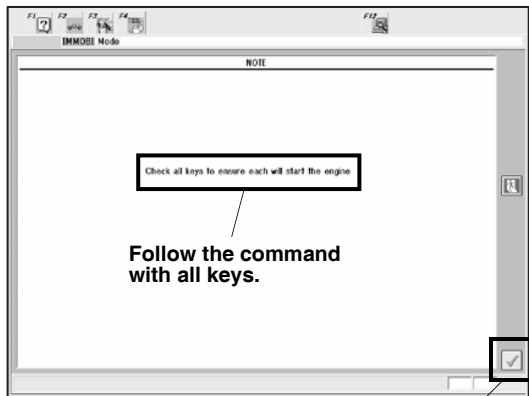 F1 F2 F3 F4 F12
IMMOBI Mode
NOTE
Check all keys to ensure each will start the engine
Follow the command
with all keys.